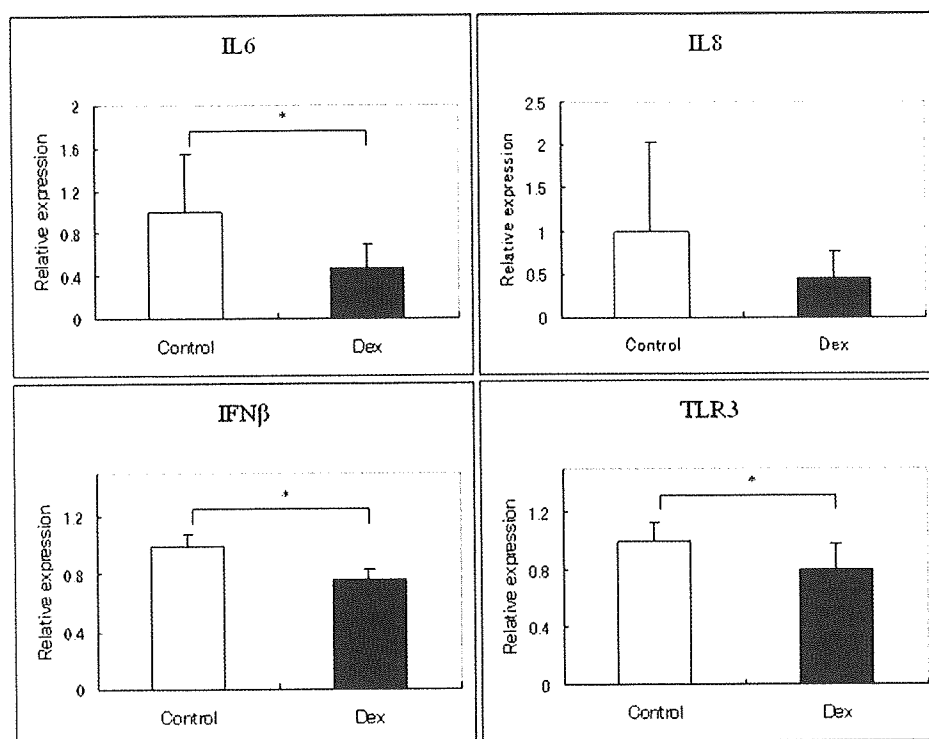 IL6
2
1.6
1.2
0.8
0.4
0
Relative expression
*
Control
Dex
IL8
2.5
2
1.5
1
0.5
0
Relative expression
Control
Dex
IFNβ
1.2
0.8
0.4
0
Relative expression
*
Control
Dex
TLR3
1.2
0.8
0.4
0
Relative expression
*
Control
Dex